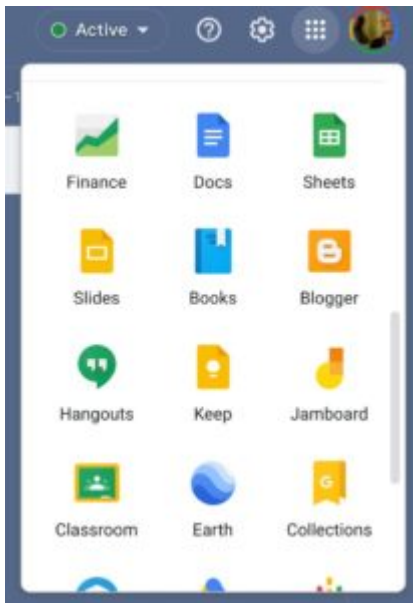 Active
Finance Docs Sheets
Slides Books Blogger
Hangouts Keep Jamboard
Classroom Earth Collections